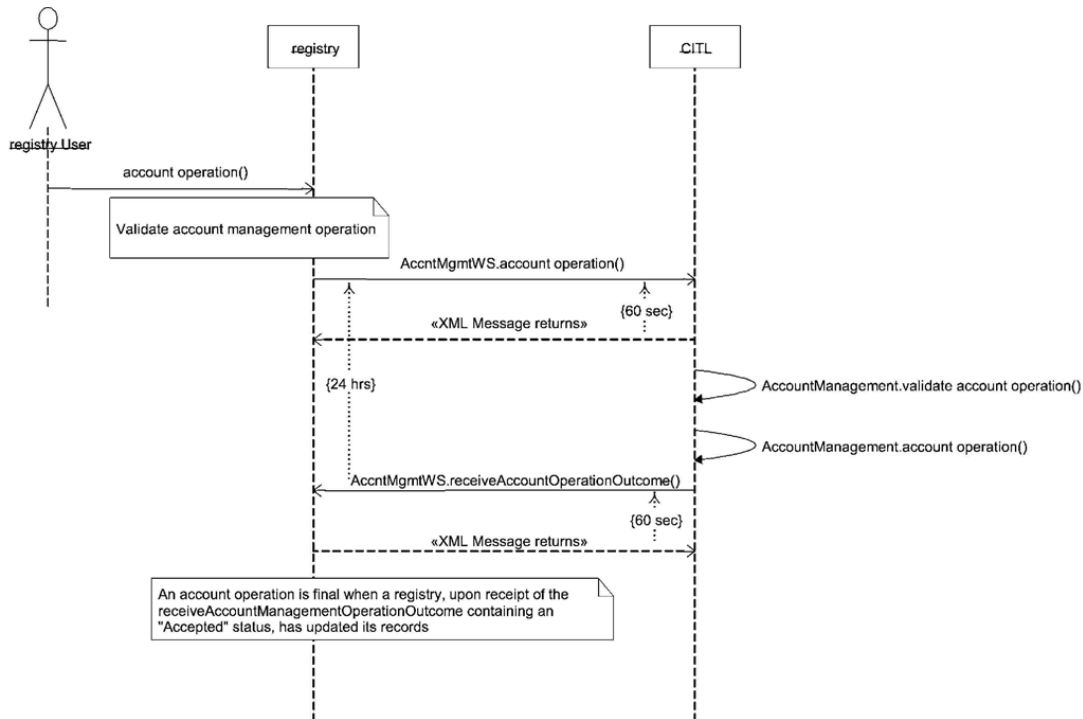 registry
CITL
registry User
account operation()
Validate account management operation
AccntMgmtWS.account operation()
{60 sec}
«XML Message returns»
{24 hrs}
AccountManagement.validate account operation()
AccountManagement.account operation()
AccntMgmtWS.receiveAccountOperationOutcome()
{60 sec}
«XML Message returns»
An account operation is final when a registry, upon receipt of the
receiveAccountManagementOperationOutcome containing an
"Accepted" status, has updated its records